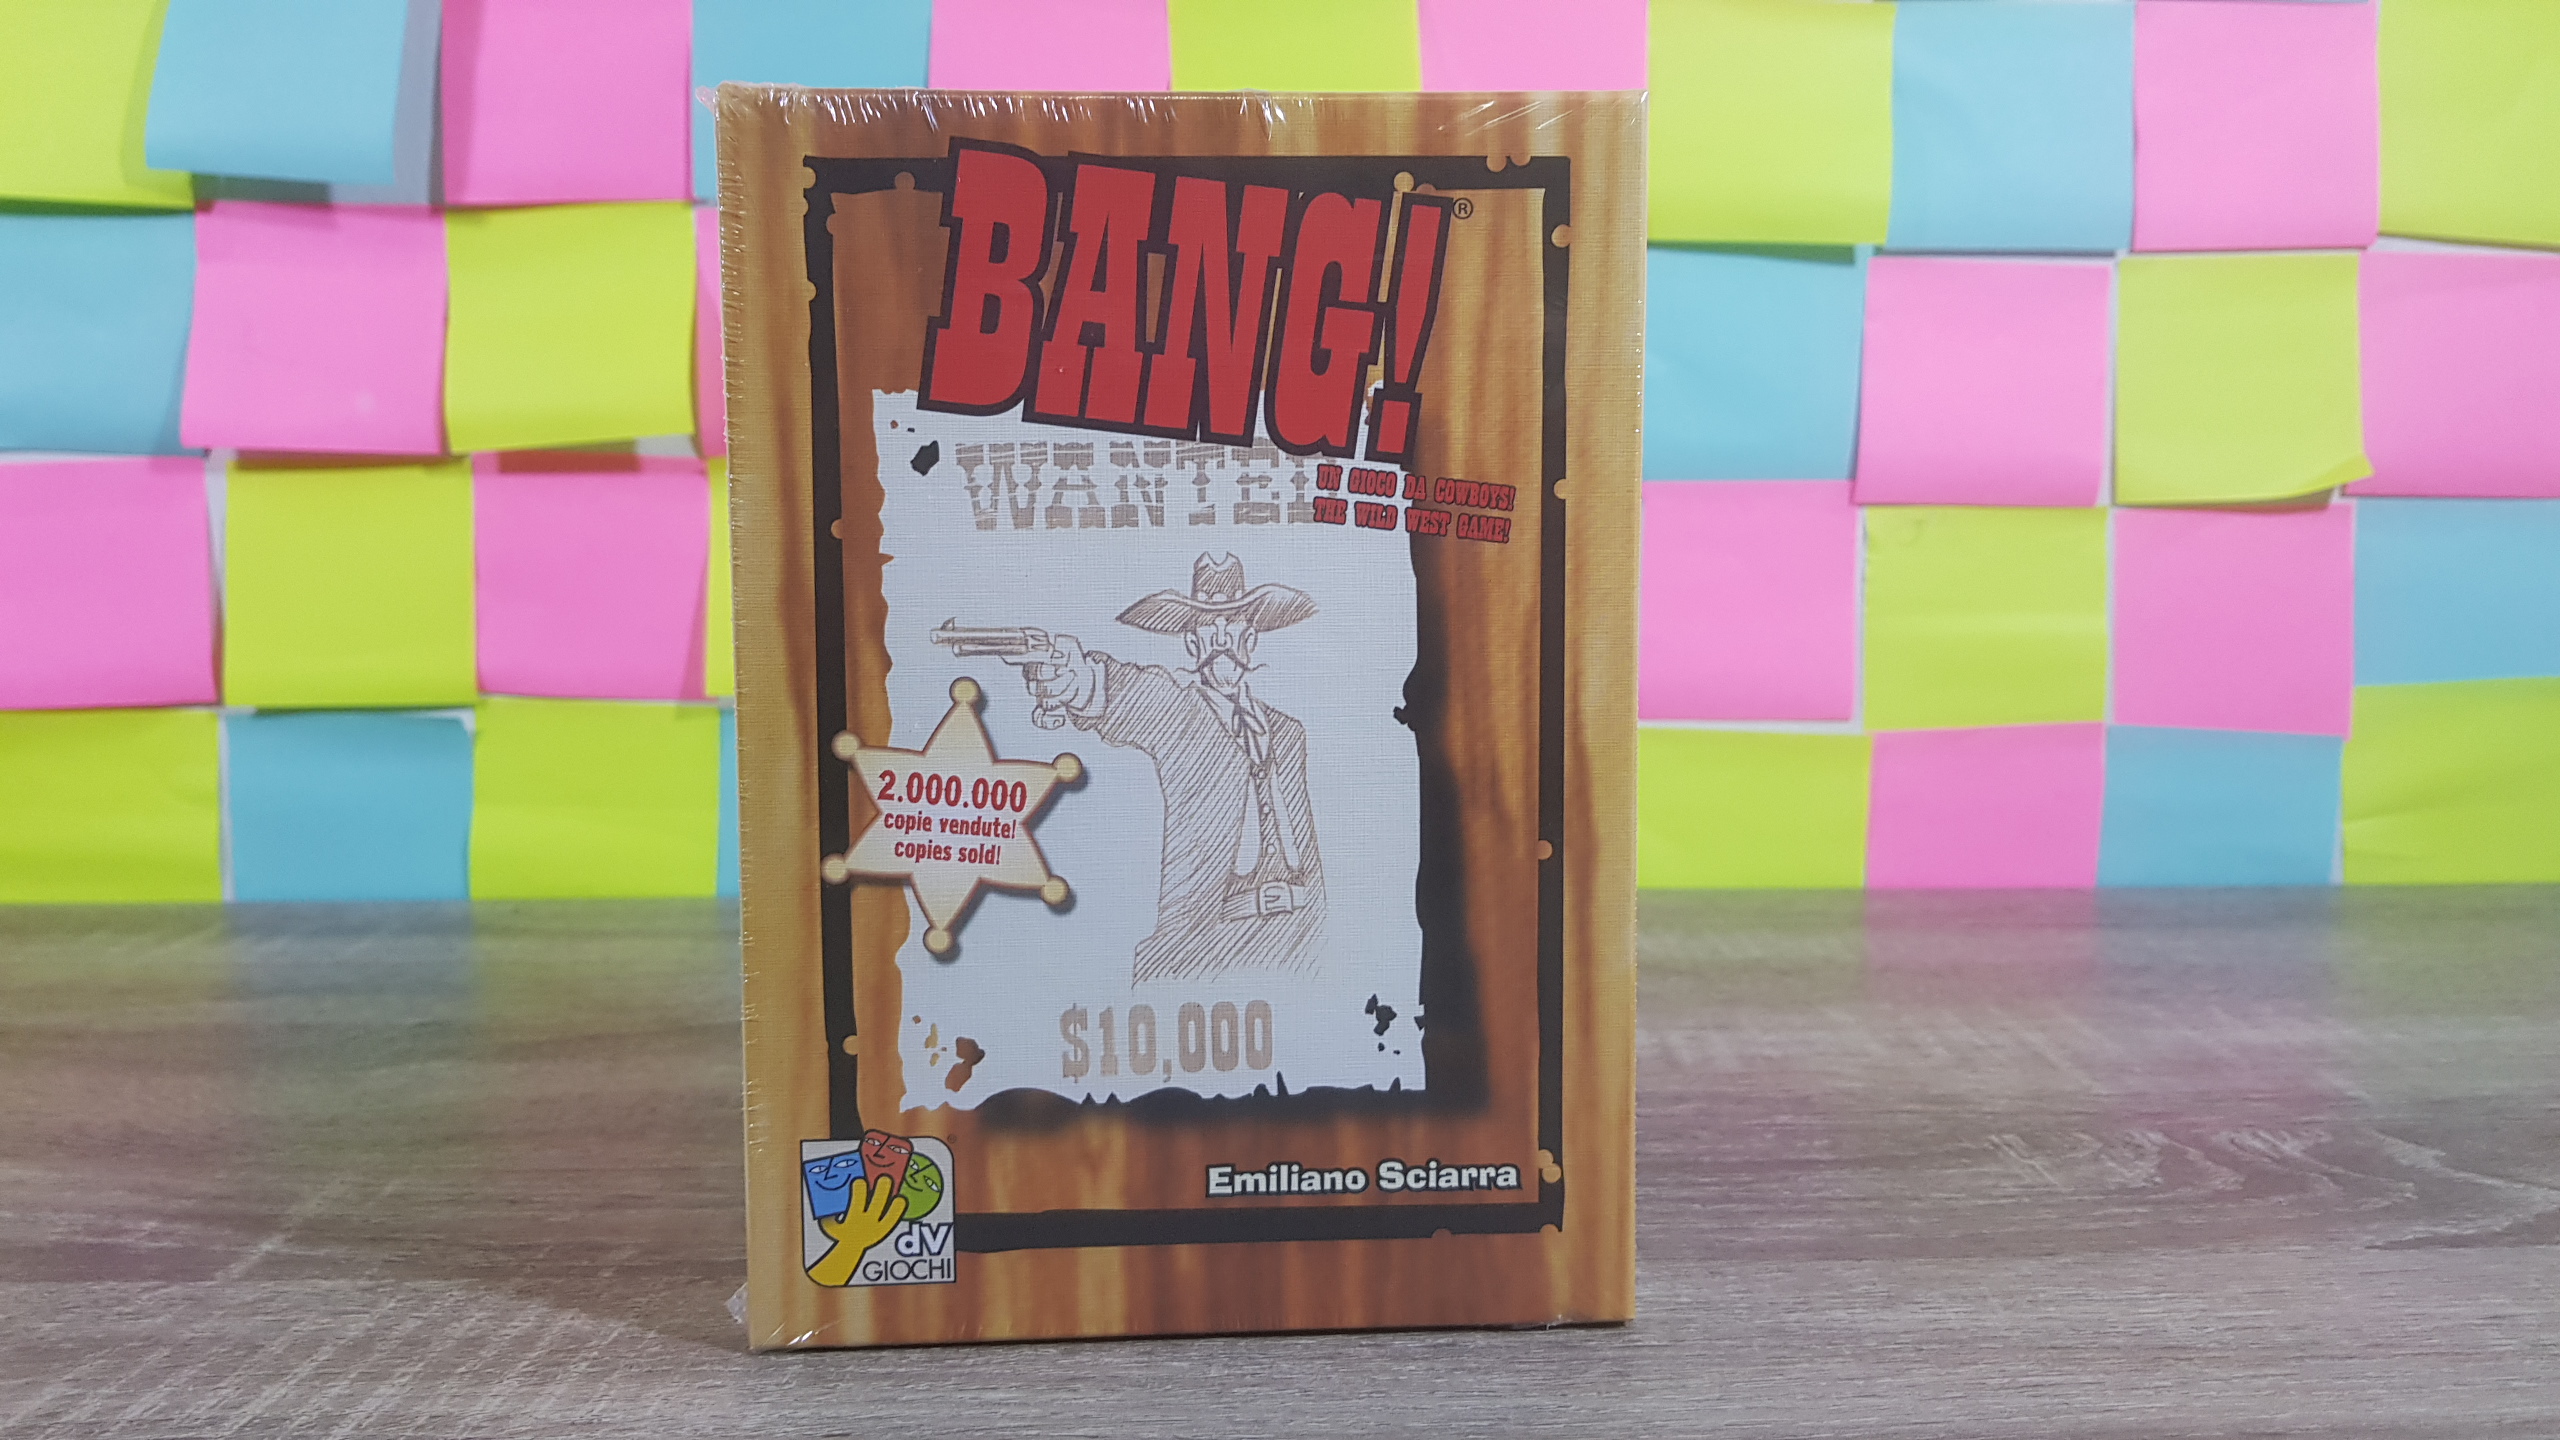 BANG!
®
WANTED
UN GIOCO DA COWBOYS!
THE WILD WEST GAME!
2.000.000
copie vendute!
copies sold!
$10,000
Emiliano Sciarra
dV
GIOCHI